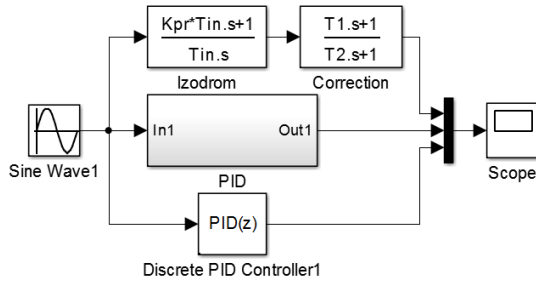 Kpr*Tin.s+1
Tin.s
Izodrom
T1.s+1
T2.s+1
Correction
Sine Wave1
In1
Out1
PID
Scope
PID(z)
Discrete PID Controller1